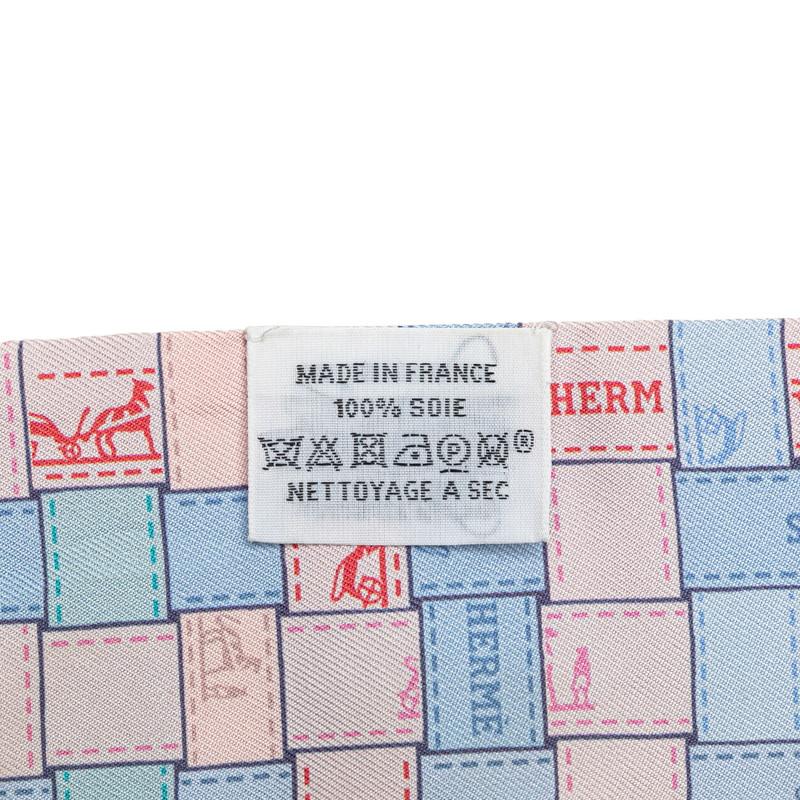 MADE IN FRANCE
100% SOIE
®
NETTOYAGE A SEC
HERM
HERMÈ